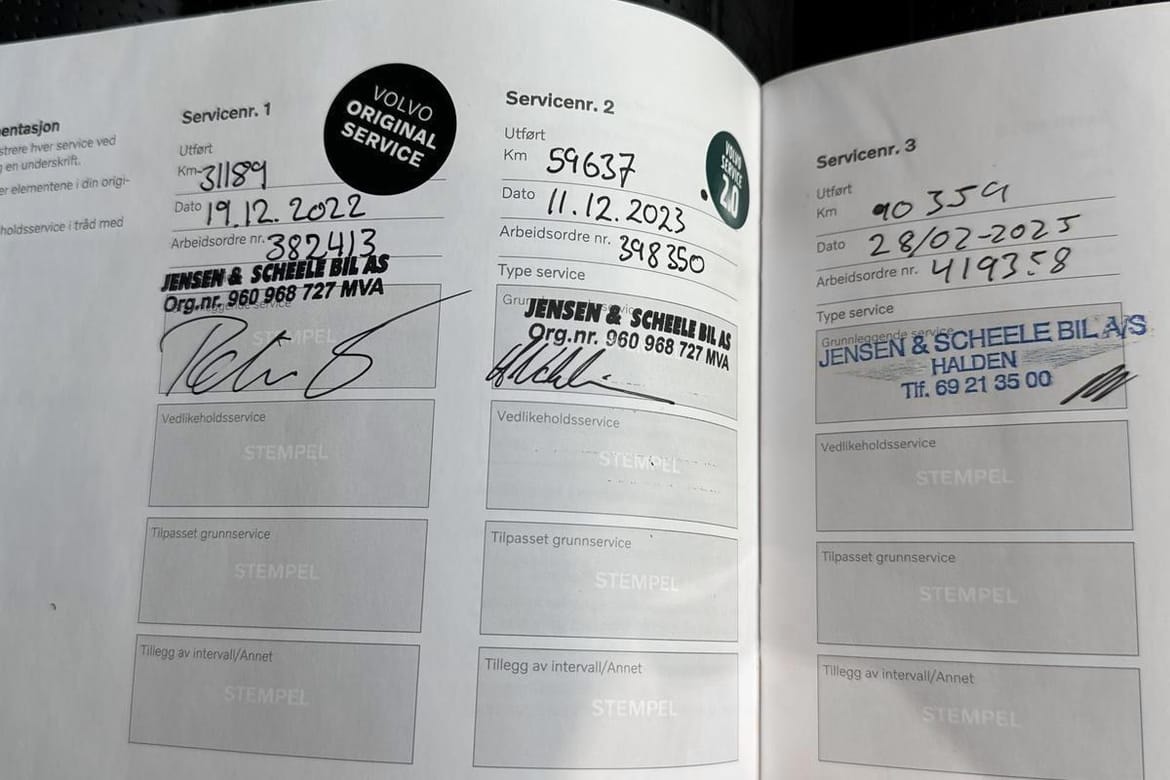 entasjon
strere hver service ved
g en underskrift.
er elementene i din origi-
holdsservice i tråd med
Servicenr. 1
VOLVO
ORIGINAL
SERVICE
Utført
Km 31189
Dato 19.12.2022
Arbeidsordre nr. 382413
JENSEN & SCHEELE BIL AS
Org.nr. 960 968 727 MVA
STEMPEL
Vedlikeholdsservice
STEMPEL
Tilpasset grunnservice
STEMPEL
Tillegg av intervall/Annet
STEMPEL
Servicenr. 2
VOLVO
SERVICE
2.0
Utført
Km 59637
Dato 11.12.2023
Arbeidsordre nr. 398350
Type service
JENSEN & SCHEELE BIL AS
Org.nr. 960 968 727 MVA
Vedlikeholdsservice
STEMPEL
Tilpasset grunnservice
STEMPEL
Tillegg av intervall/Annet
STEMPEL
Servicenr. 3
Utført
Km 90359
Dato 28/02-2025
Arbeidsordre nr. 419358
Type service
Grunnleggende service
JENSEN & SCHEELE BIL A/S
HALDEN
Tlf. 69 21 35 00
Vedlikeholdsservice
STEMPEL
Tilpasset grunnservice
STEMPEL
Tillegg av intervall/Annet
STEMPEL